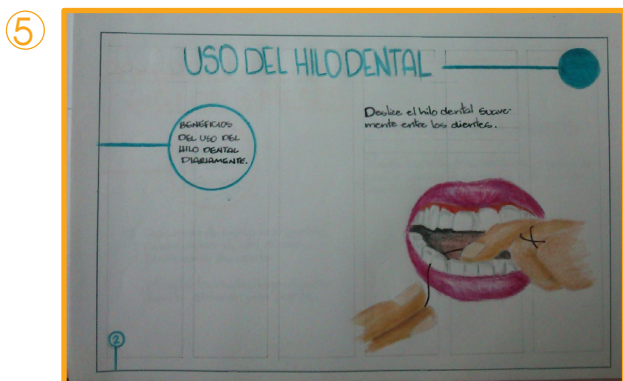 5
USO DEL HILO DENTAL
BENEFICIOS
DEL USO DEL
HILO DENTAL
DIARIAMENTE.
Deslice el hilo dental suave-
mente entre los dientes.
2